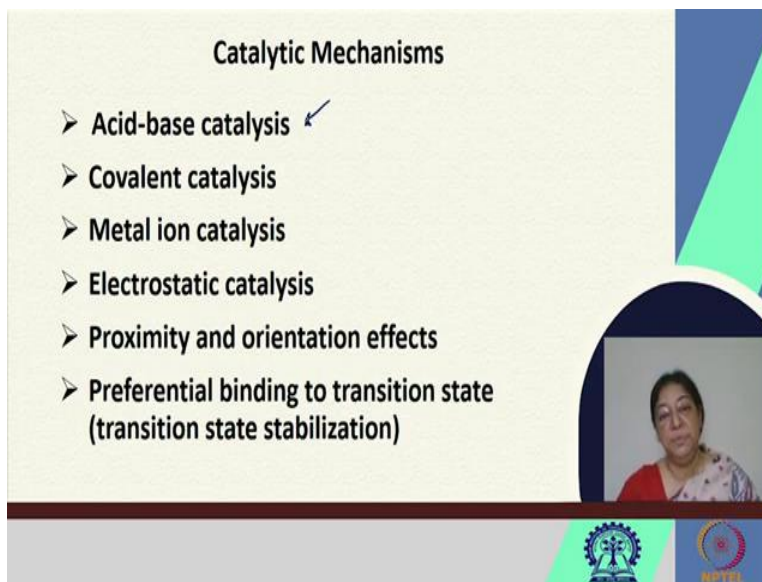 Catalytic Mechanisms
➢ Acid-base catalysis
➢ Covalent catalysis
➢ Metal ion catalysis
➢ Electrostatic catalysis
➢ Proximity and orientation effects
➢ Preferential binding to transition state
(transition state stabilization)
NPTEL